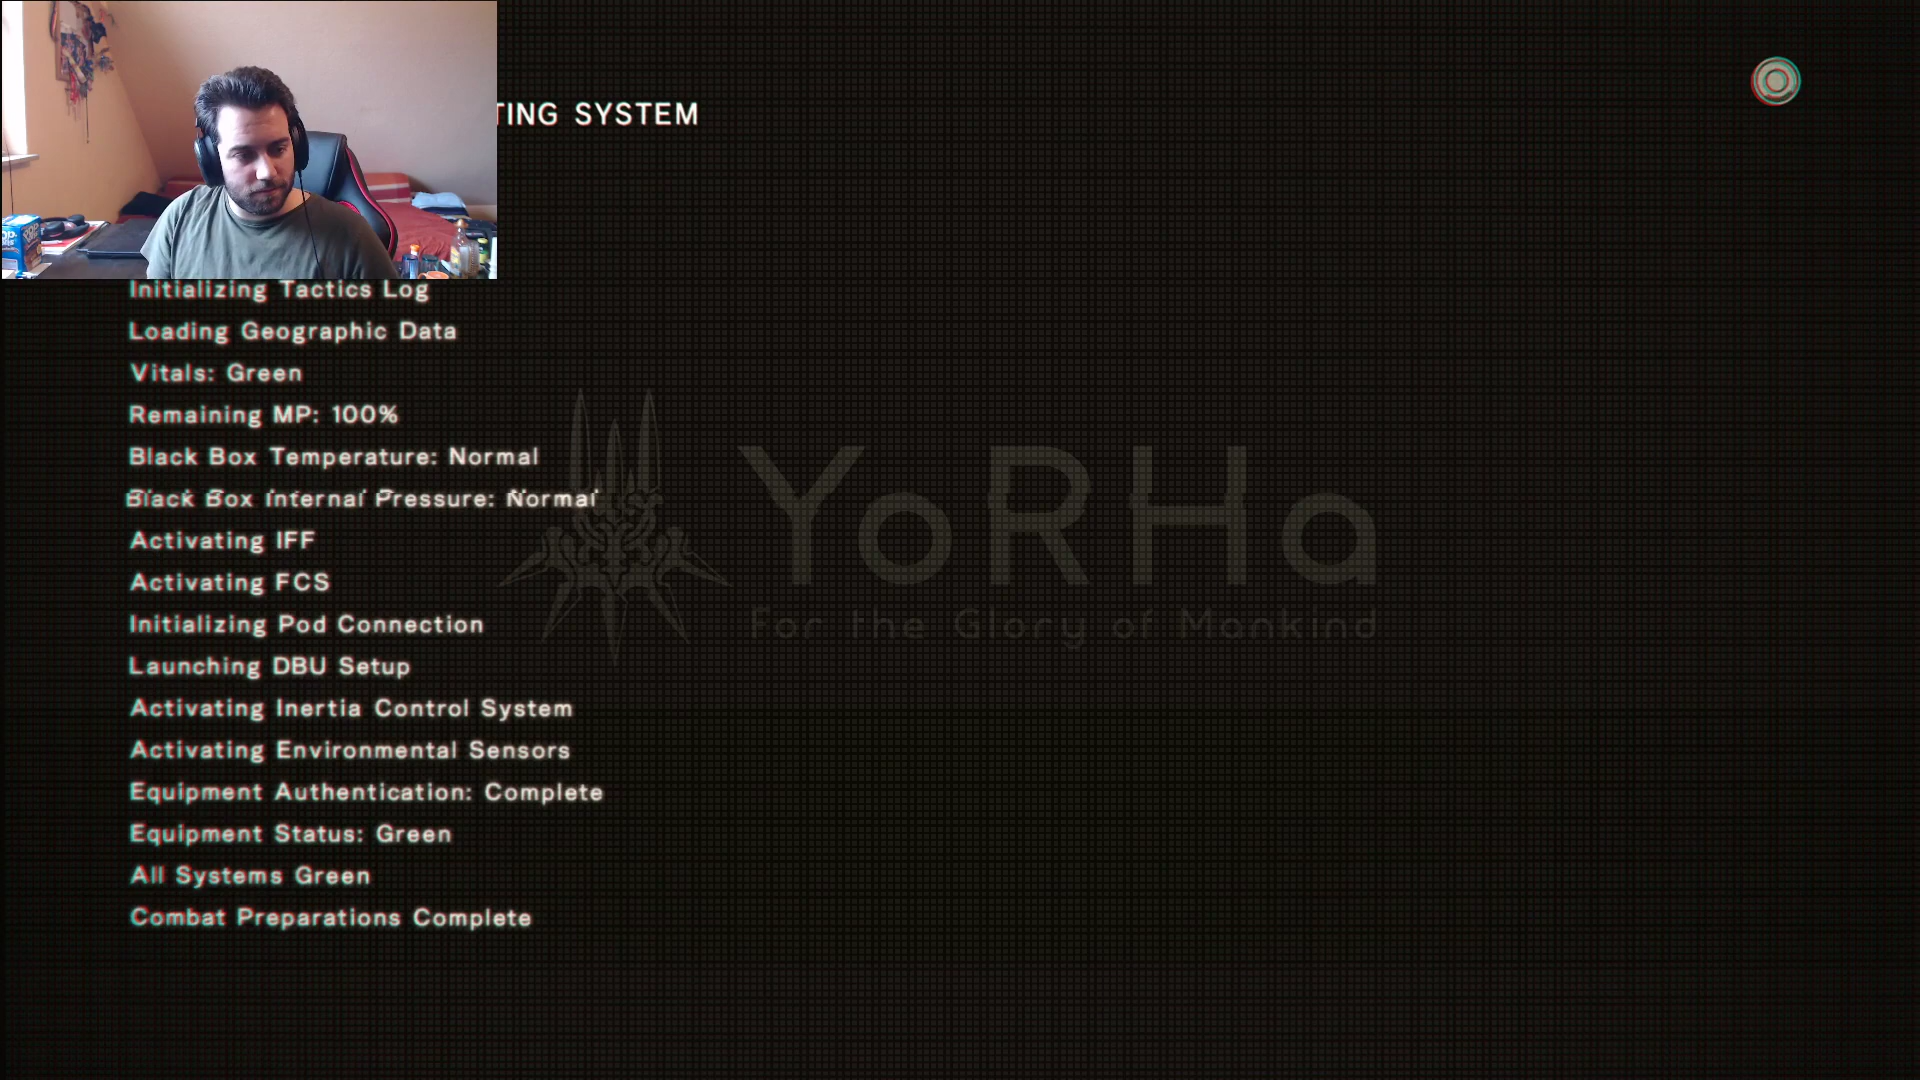 TING SYSTEM
Initializing Tactics Log
Loading Geographic Data
Vitals: Green
Remaining MP: 100%
Black Box Temperature: Normal
Black Box Internal Pressure: Normal
Activating IFF
Activating FCS
Initializing Pod Connection
Launching DBU Setup
Activating Inertia Control System
Activating Environmental Sensors
Equipment Authentication: Complete
Equipment Status: Green
All Systems Green
Combat Preparations Complete
YoRHa
For the Glory of Mankind